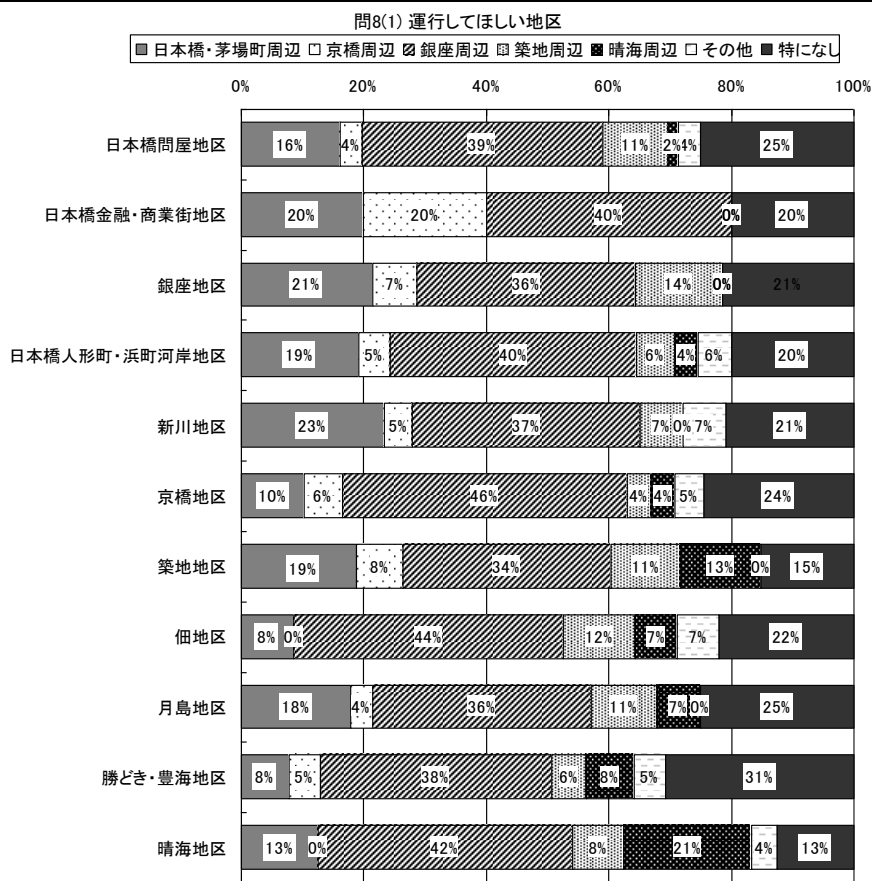 問8(1) 運行してほしい地区
日本橋・茅場町周辺 京橋周辺 銀座周辺 築地周辺 晴海周辺 その他 特になし
0% 20% 40% 60% 80% 100%
日本橋問屋地区 16% 4% 39% 11% 2% 4% 25%
日本橋金融・商業街地区 20% 20% 40% 0% 20%
銀座地区 21% 7% 36% 14% 0% 21%
日本橋人形町・浜町河岸地区 19% 5% 40% 6% 4% 6% 20%
新川地区 23% 5% 37% 7% 0% 7% 21%
京橋地区 10% 6% 46% 4% 4% 5% 24%
築地地区 19% 8% 34% 11% 13% 0% 15%
佃地区 8% 0% 44% 12% 7% 7% 22%
月島地区 18% 4% 36% 11% 7% 0% 25%
勝どき・豊海地区 8% 5% 38% 6% 8% 5% 31%
晴海地区 13% 0% 42% 8% 21% 4% 13%